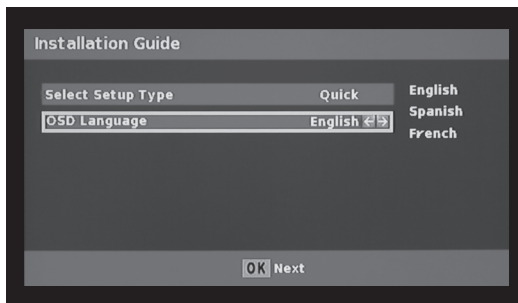 Installation Guide
Select Setup Type Quick
OSD Language English
English
Spanish
French
OK Next